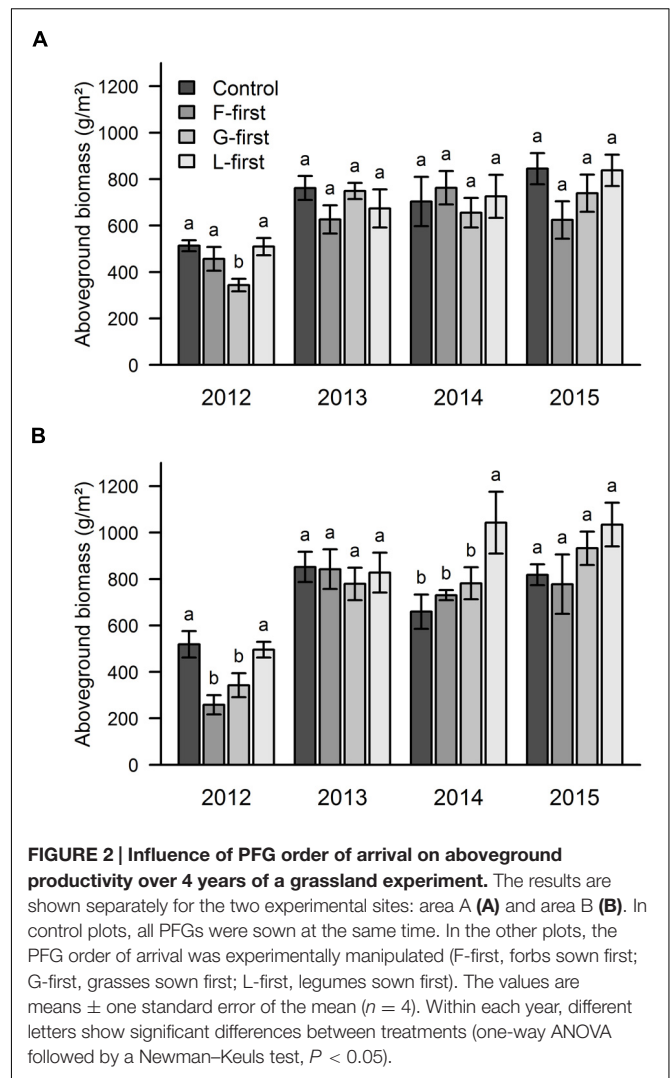 A
Aboveground biomass (g/m²)
1200
1000
800
600
400
200
0
Control
F-first
G-first
L-first
a a b a
a a a a
a a a a
a a a a
2012 2013 2014 2015
B
Aboveground biomass (g/m²)
1200
1000
800
600
400
200
0
a b b a
a a a a
b b b a
a a a a
2012 2013 2014 2015
FIGURE 2 | Influence of PFG order of arrival on aboveground
productivity over 4 years of a grassland experiment. The results are
shown separately for the two experimental sites: area A (A) and area B (B). In
control plots, all PFGs were sown at the same time. In the other plots, the
PFG order of arrival was experimentally manipulated (F-first, forbs sown first;
G-first, grasses sown first; L-first, legumes sown first). The values are
means ± one standard error of the mean (n = 4). Within each year, different
letters show significant differences between treatments (one-way ANOVA
followed by a Newman–Keuls test, P < 0.05).